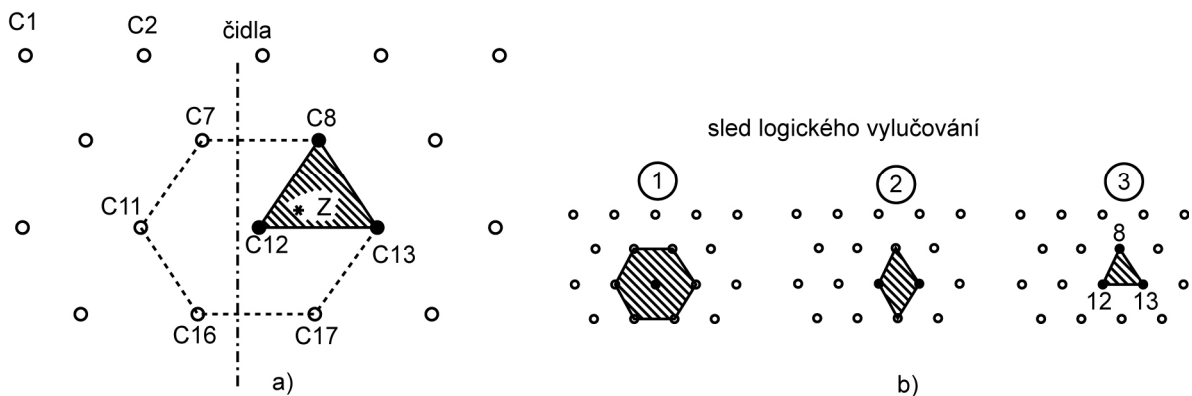 C1
C2
čidla
C7
C8
C11
Z
C12
C13
C16
C17
a)
sled logického vylučování
1
2
3
8
12
13
b)